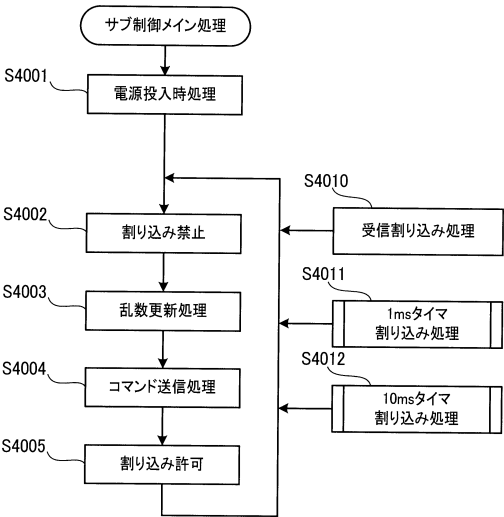 サブ制御メイン処理
S4001
電源投入時処理
S4002
割り込み禁止
S4003
乱数更新処理
S4004
コマンド送信処理
S4005
割り込み許可
S4010
受信割り込み処理
S4011
1msタイマ
割り込み処理
S4012
10msタイマ
割り込み処理